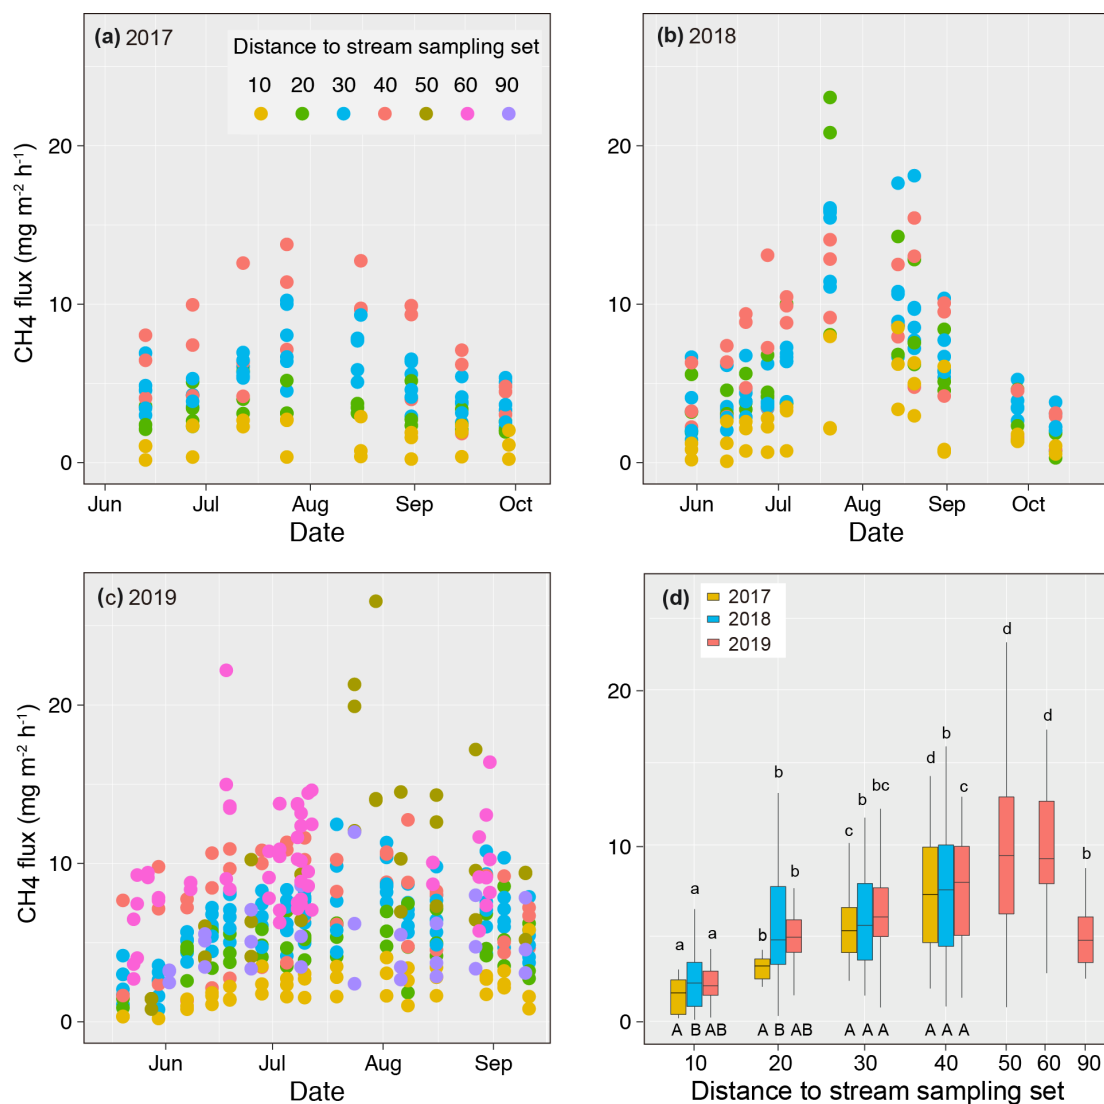 (a) 2017
Distance to stream sampling set
10 20 30 40 50 60 90
CH4 flux (mg m-2 h-1)
20
10
0
Jun Jul Aug Sep Oct
Date
(b) 2018
20
10
0
Jun Jul Aug Sep Oct
Date
(c) 2019
CH4 flux (mg m-2 h-1)
20
10
0
Jun Jul Aug Sep
Date
(d)
2017
2018
2019
20
10
0
a a a
b b b
c b bc
d b c
d
d
b
A B AB
A B AB
A A A
A A A
10 20 30 40 50 60 90
Distance to stream sampling set